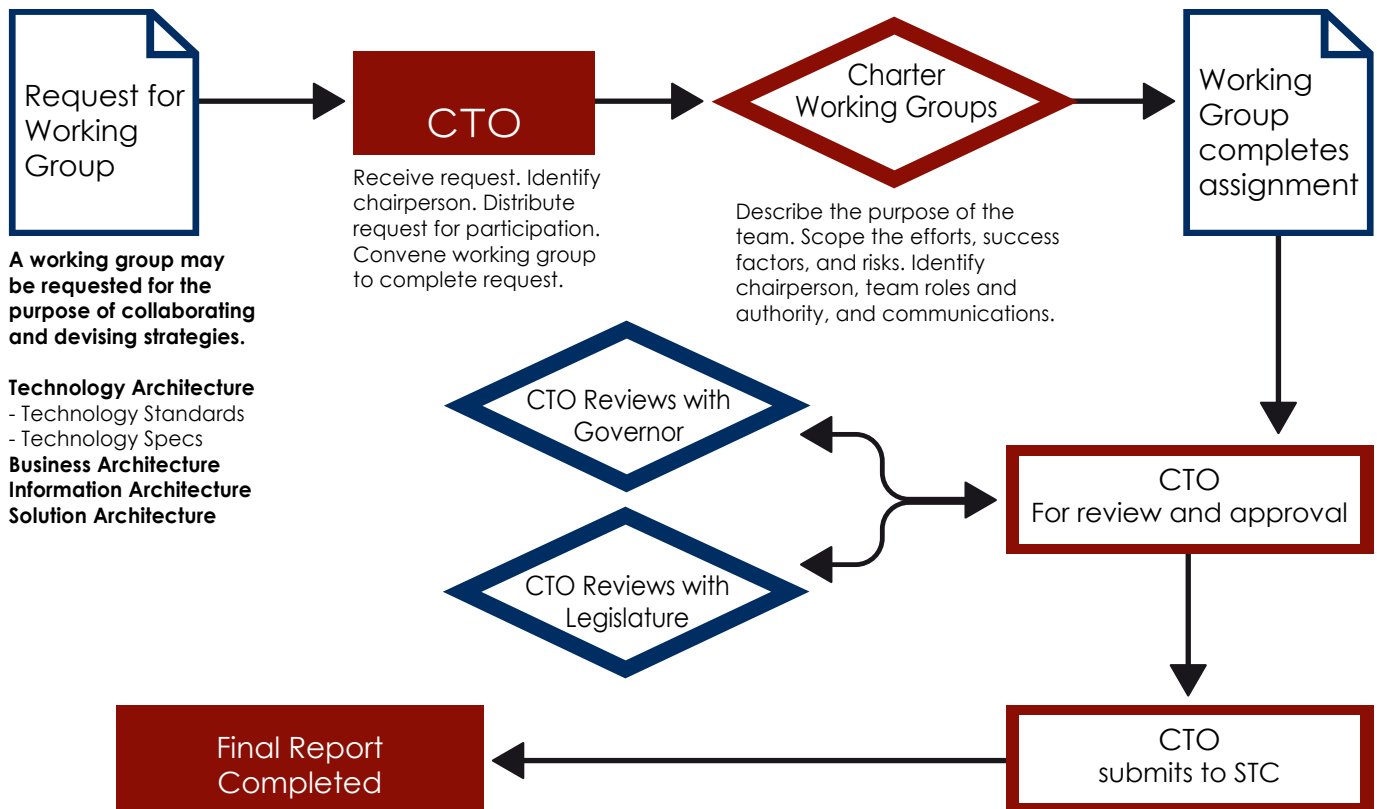 Request for
Working
Group
CTO
Charter
Working Groups
Working
Group
completes
assignment
A working group may
be requested for the
purpose of collaborating
and devising strategies.
Technology Architecture
- Technology Standards
- Technology Specs
Business Architecture
Information Architecture
Solution Architecture
Receive request. Identify
chairperson. Distribute
request for participation.
Convene working group
to complete request.
Describe the purpose of the
team. Scope the efforts, success
factors, and risks. Identify
chairperson, team roles and
authority, and communications.
CTO Reviews with
Governor
CTO Reviews with
Legislature
CTO
For review and approval
CTO
submits to STC
Final Report
Completed